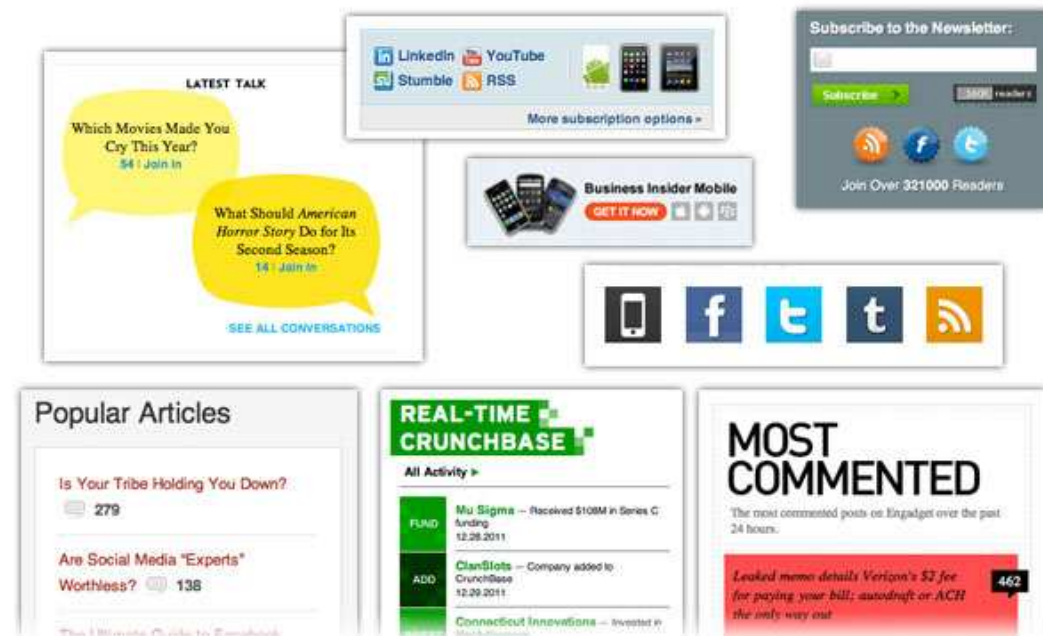 LATEST TALK
Which Movies Made You
Cry This Year?
54 | Join In
What Should American
Horror Story Do for Its
Second Season?
14 | Join In
SEE ALL CONVERSATIONS
LinkedIn YouTube
Stumble RSS
More subscription options »
Business Insider Mobile
GET IT NOW
Subscribe to the Newsletter:
Subscribe
readers
Join Over 321000 Readers
Popular Articles
Is Your Tribe Holding You Down?
279
Are Social Media "Experts"
Worthless? 138
The Ultimate Guide to Facebook
REAL-TIME
CRUNCHBASE
All Activity ►
FUND
Mu Sigma — Received $108M in Series C
funding
12.28.2011
ADD
ClanSlots — Company added to
CrunchBase
12.29.2011
Connecticut Innovations — Invested in
MOST
COMMENTED
The most commented posts on Engadget over the past
24 hours.
Leaked memo details Verizon's $2 fee
for paying your bill; autodraft or ACH
the only way out
462